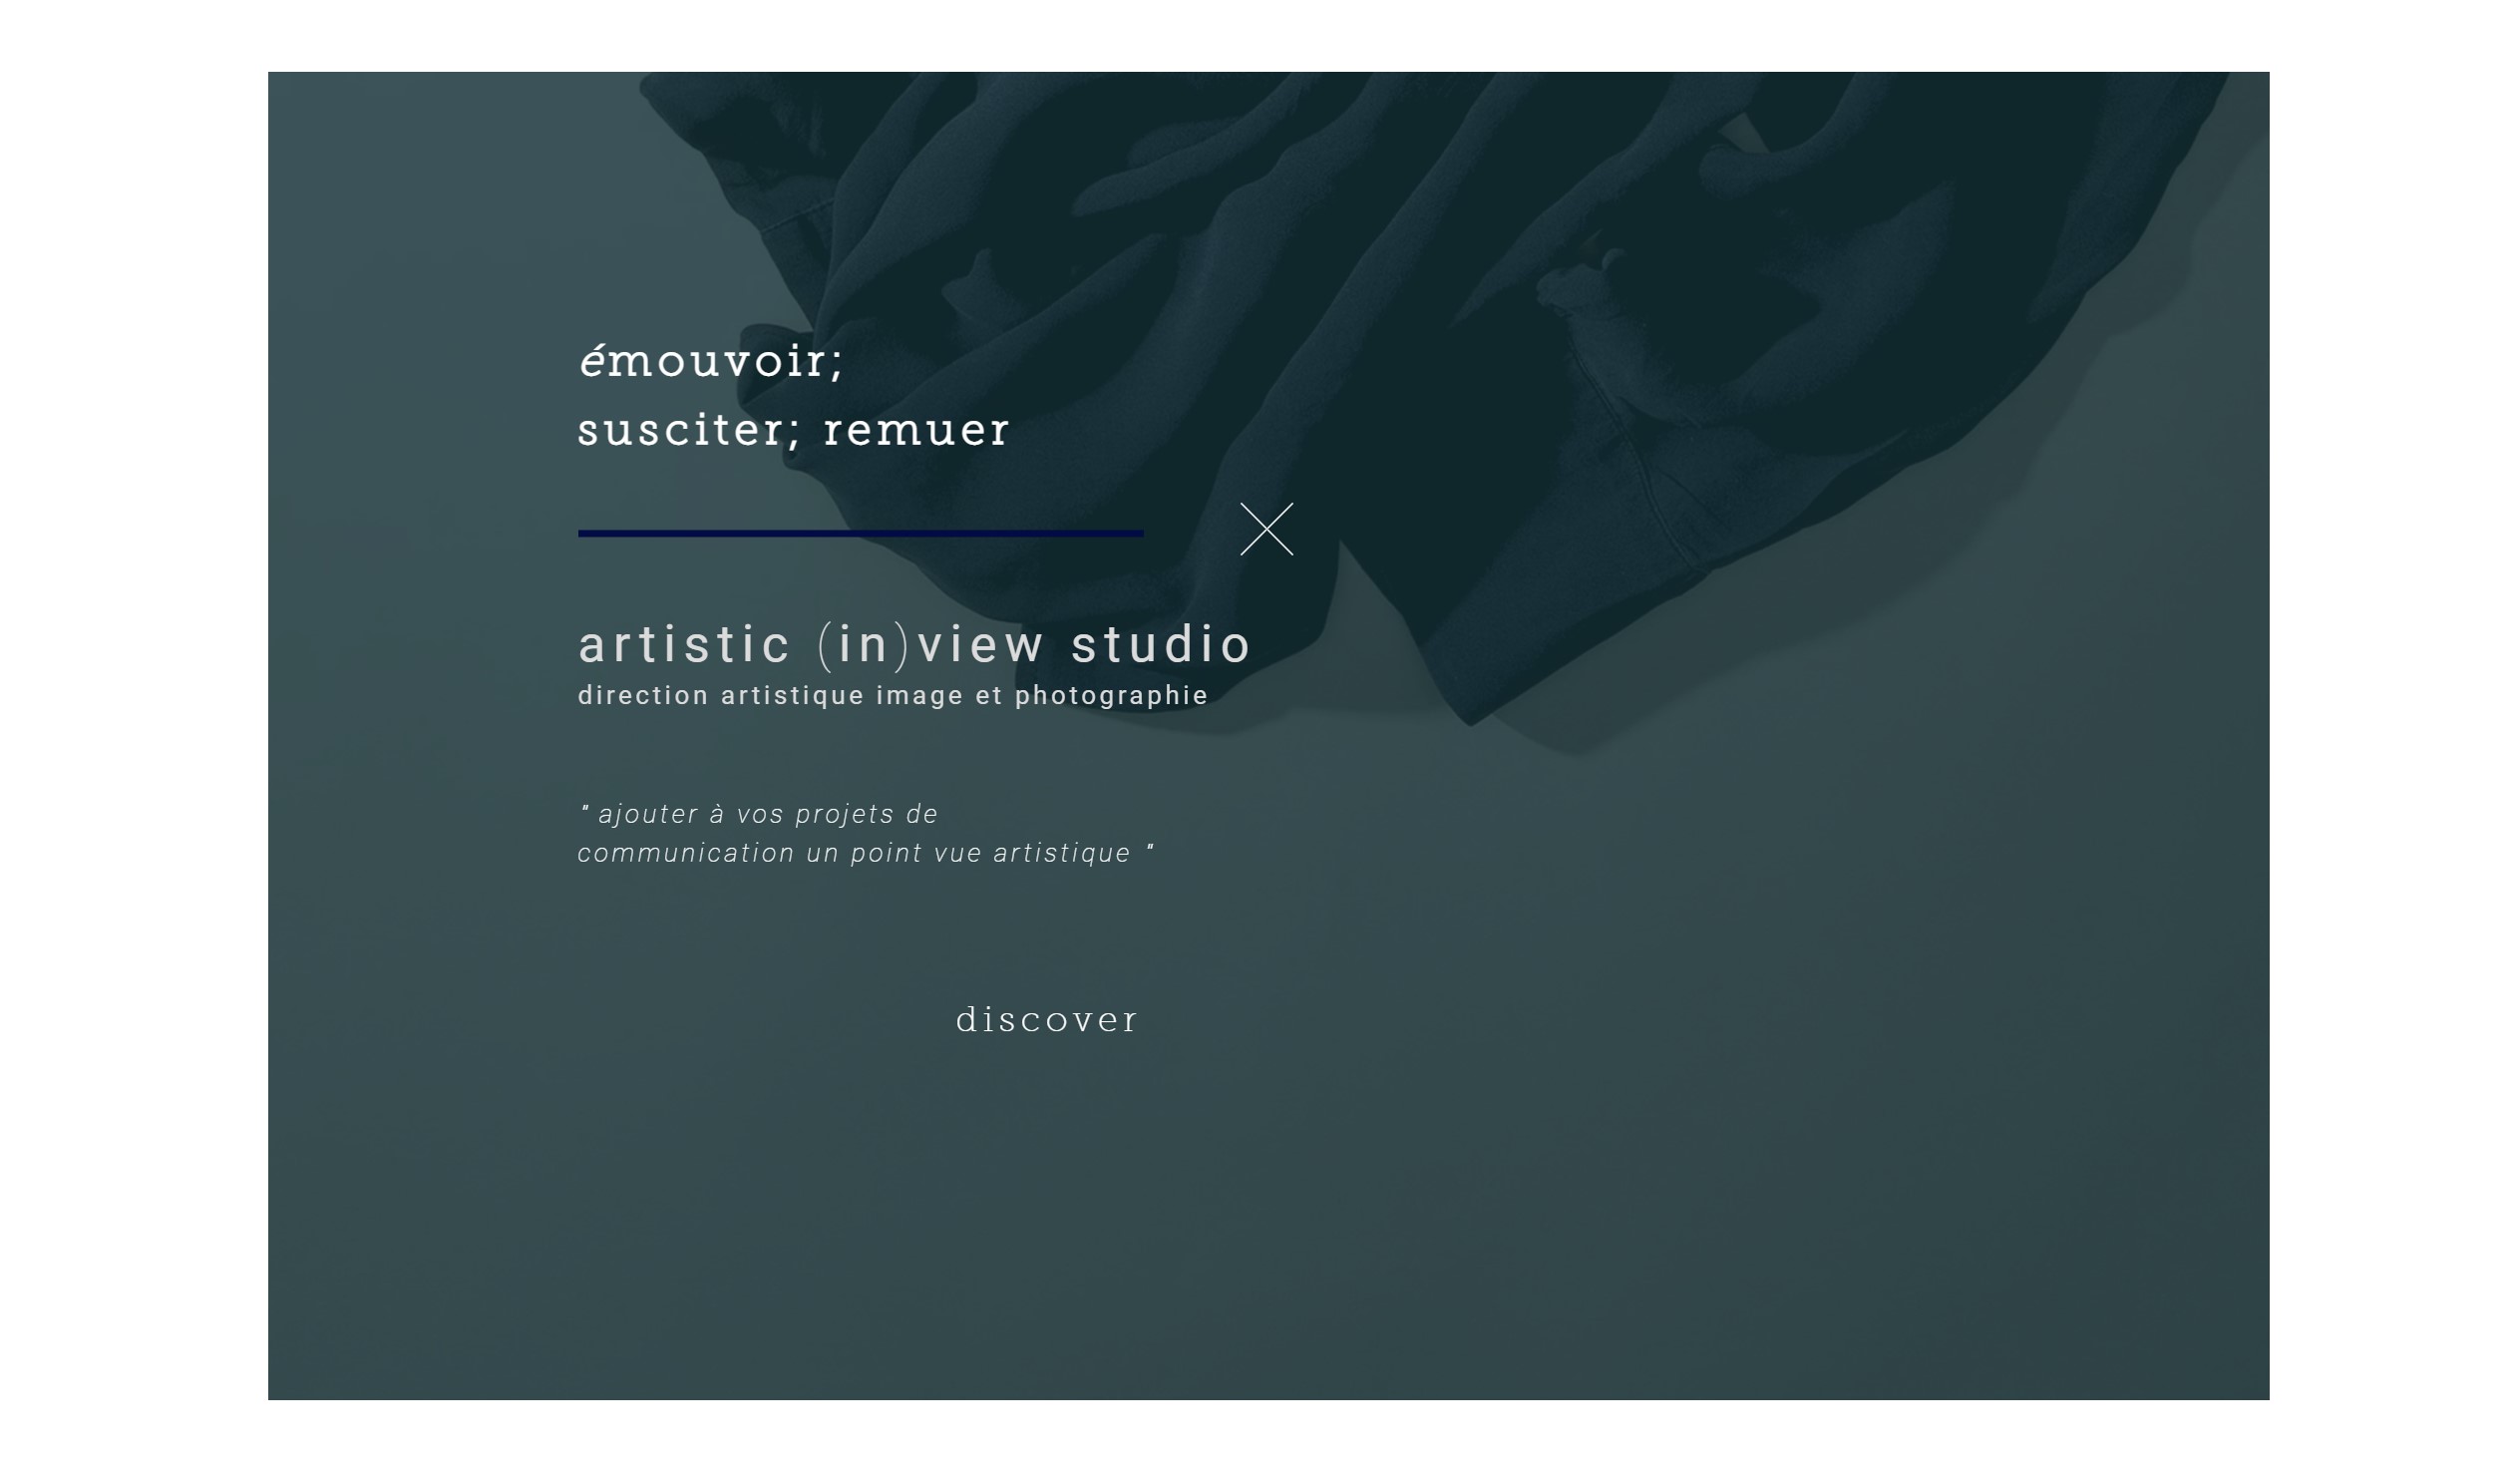 émouvoir;
susciter; remuer
artistic (in)view studio
direction artistique image et photographie
" ajouter à vos projets de
communication un point vue artistique "
discover